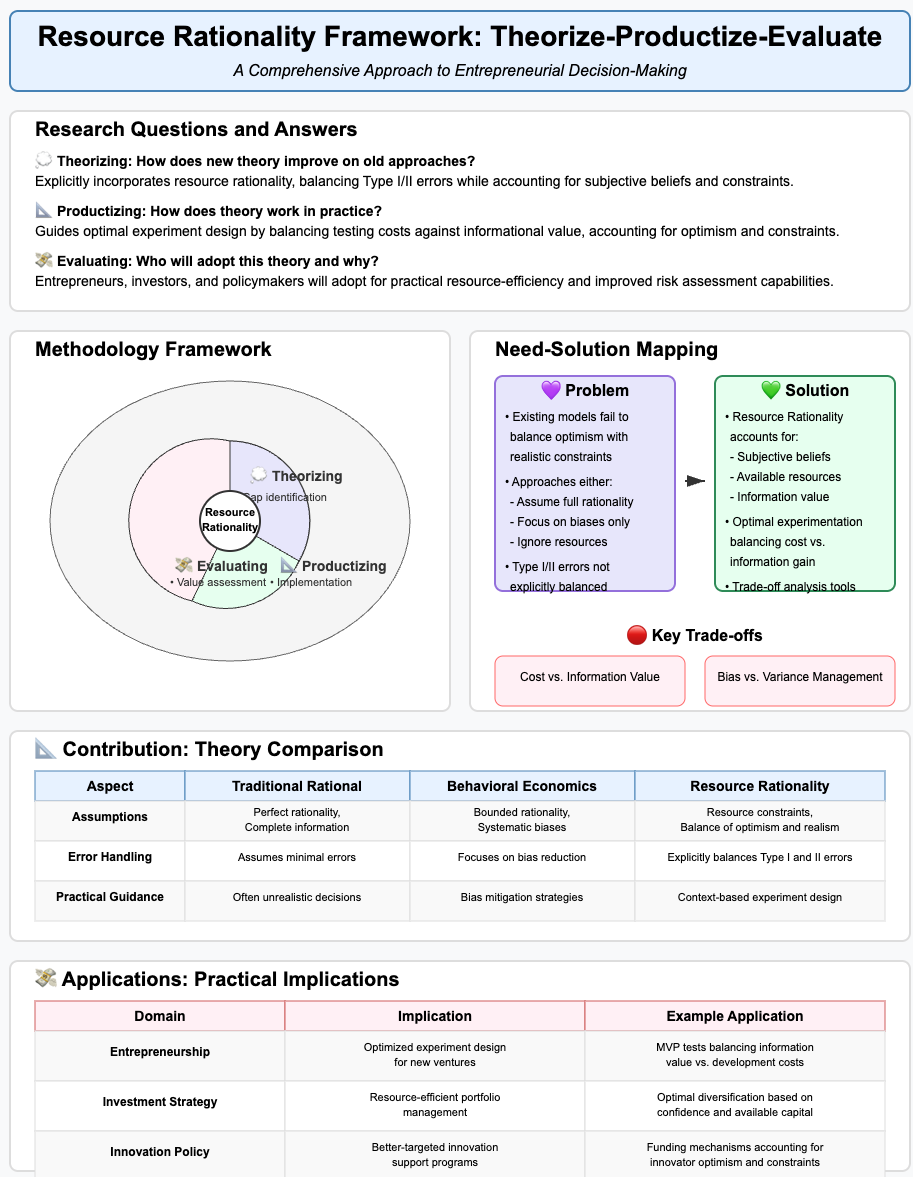 Resource Rationality Framework: Theorize-Productize-Evaluate
A Comprehensive Approach to Entrepreneurial Decision-Making
Research Questions and Answers
💭 Theorizing: How does new theory improve on old approaches?
Explicitly incorporates resource rationality, balancing Type I/II errors while accounting for subjective beliefs and constraints.
📐 Productizing: How does theory work in practice?
Guides optimal experiment design by balancing testing costs against informational value, accounting for optimism and constraints.
💸 Evaluating: Who will adopt this theory and why?
Entrepreneurs, investors, and policymakers will adopt for practical resource-efficiency and improved risk assessment capabilities.
Methodology Framework
💭 Theorizing
Gap identification
Resource
Rationality
💸 Evaluating
• Value assessment
📐 Productizing
• Implementation
Need-Solution Mapping
💜 Problem
• Existing models fail to
balance optimism with
realistic constraints
• Approaches either:
- Assume full rationality
- Focus on biases only
- Ignore resources
• Type I/II errors not
explicitly balanced
💚 Solution
• Resource Rationality
accounts for:
- Subjective beliefs
- Available resources
- Information value
• Optimal experimentation
balancing cost vs.
information gain
• Trade-off analysis tools
🔴 Key Trade-offs
Cost vs. Information Value
Bias vs. Variance Management
📐 Contribution: Theory Comparison
Aspect
Traditional Rational
Behavioral Economics
Resource Rationality
Assumptions
Perfect rationality,
Complete information
Bounded rationality,
Systematic biases
Resource constraints,
Balance of optimism and realism
Error Handling
Assumes minimal errors
Focuses on bias reduction
Explicitly balances Type I and II errors
Practical Guidance
Often unrealistic decisions
Bias mitigation strategies
Context-based experiment design
💸 Applications: Practical Implications
Domain
Implication
Example Application
Entrepreneurship
Optimized experiment design
for new ventures
MVP tests balancing information
value vs. development costs
Investment Strategy
Resource-efficient portfolio
management
Optimal diversification based on
confidence and available capital
Innovation Policy
Better-targeted innovation
support programs
Funding mechanisms accounting for
innovator optimism and constraints